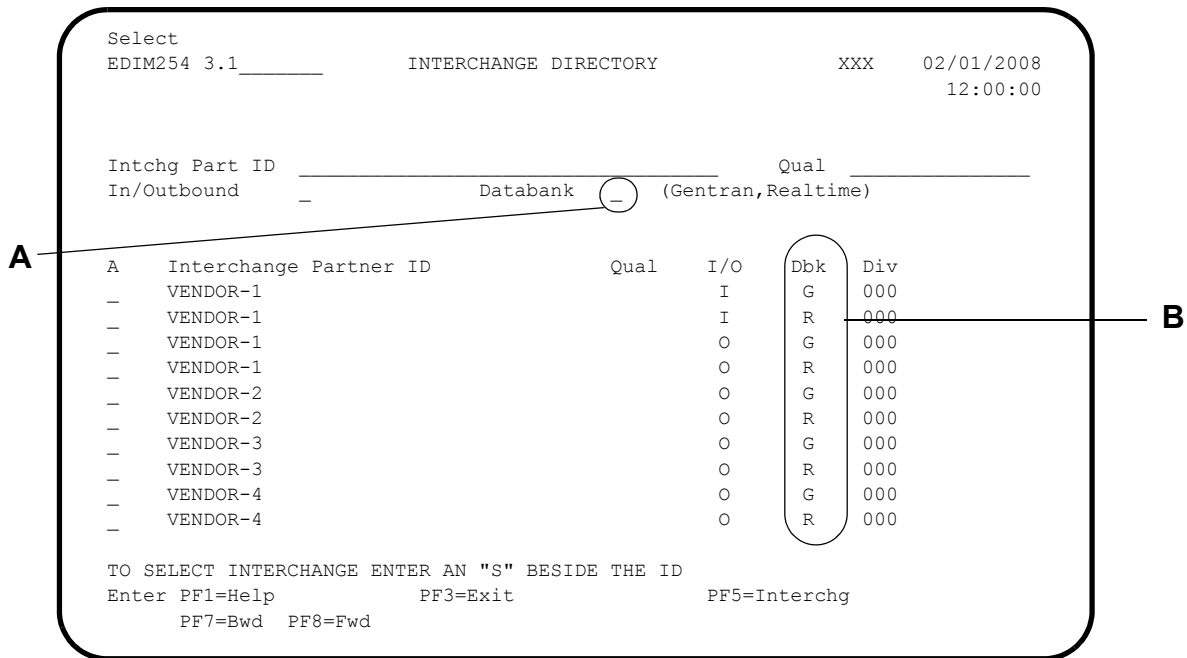 Select
EDIM254 3.1_______ INTERCHANGE DIRECTORY XXX 02/01/2008
12:00:00
Intchg Part ID ___________________________________ Qual _______________
In/Outbound _ Databank _ (Gentran,Realtime)
A
A Interchange Partner ID Qual I/O Dbk Div
_ VENDOR-1 I G 000
_ VENDOR-1 I R 000
B
_ VENDOR-1 O G 000
_ VENDOR-1 O R 000
_ VENDOR-2 O G 000
_ VENDOR-2 O R 000
_ VENDOR-3 O G 000
_ VENDOR-3 O R 000
_ VENDOR-4 O G 000
_ VENDOR-4 O R 000
TO SELECT INTERCHANGE ENTER AN "S" BESIDE THE ID
Enter PF1=Help PF3=Exit PF5=Interchg
PF7=Bwd PF8=Fwd